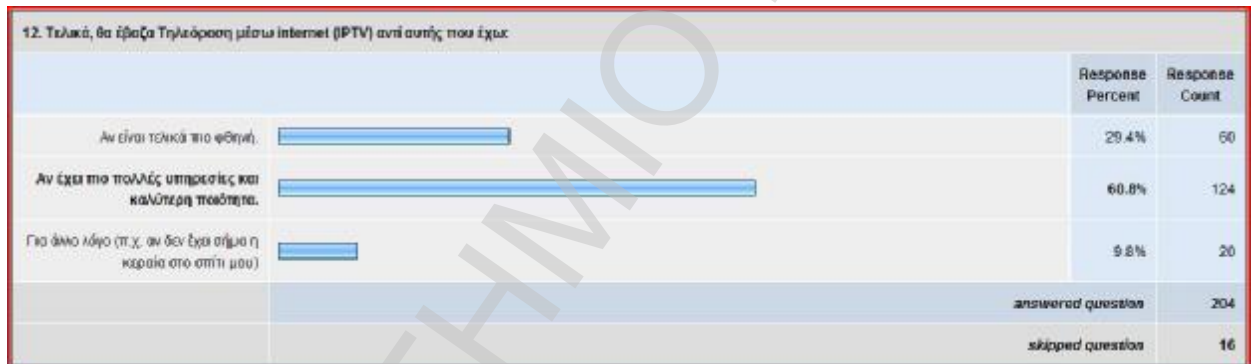 12. Τελικά, θα έβαζα Τηλεόραση μέσω internet (IPTV) αντί αυτής που έχω:
Response Percent
Response Count
Αν είναι τελικά πιο φθηνή.
29.4%
60
Αν έχει πιο πολλές υπηρεσίες και
καλύτερη ποιότητα.
60.8%
124
Για άλλο λόγο (π.χ. αν δεν έχει σήμα η
κεραία στο σπίτι μου)
9.8%
20
answered question
204
skipped question
16
ΤΗΜΙΟ